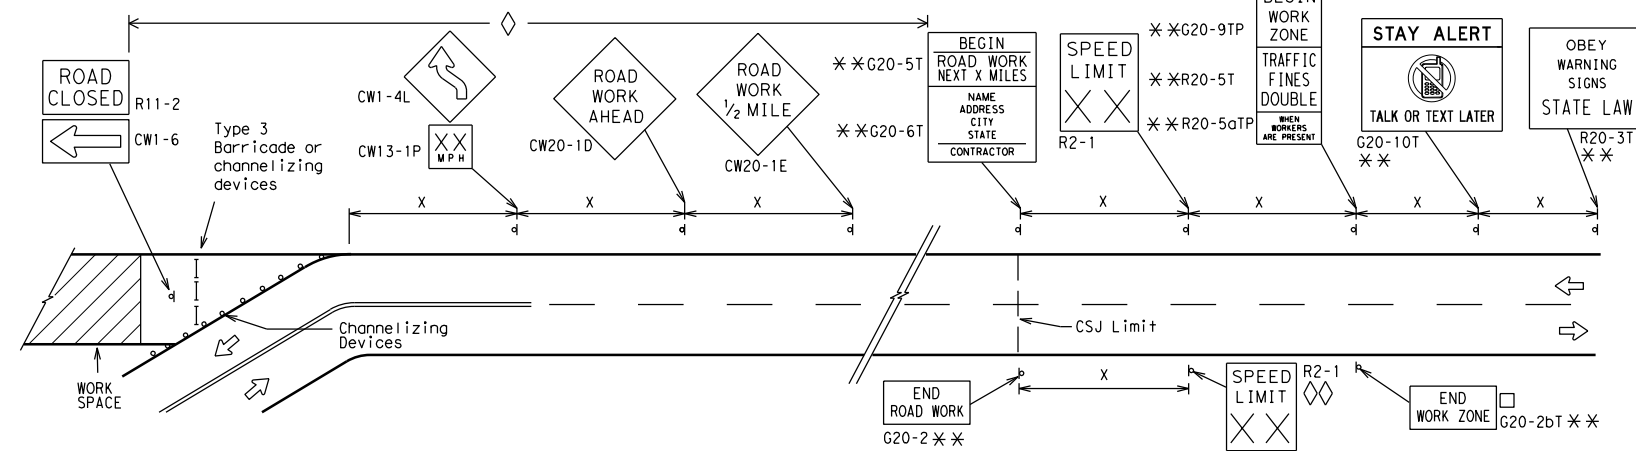 BEGIN
WORK
ZONE
TRAFFIC
FINES
DOUBLE
WHEN
WORKERS
ARE PRESENT
✳✳G20-9TP
✳✳R20-5T
✳✳R20-5aTP
STAY ALERT
TALK OR TEXT LATER
G20-10T
✳✳
OBEY
WARNING
SIGNS
STATE LAW
R20-3T
✳✳
◇
ROAD
CLOSED
R11-2
CW1-6
Type 3
Barricade or
channelizing
devices
CW1-4L
XX
MPH
CW13-1P
ROAD
WORK
AHEAD
CW20-1D
ROAD
WORK
1/2 MILE
CW20-1E
✳✳G20-5T
✳✳G20-6T
BEGIN
ROAD WORK
NEXT X MILES
NAME
ADDRESS
CITY
STATE
CONTRACTOR
SPEED
LIMIT
XX
R2-1
X
X
X
X
X
X
X
Channelizing
Devices
CSJ Limit
WORK
SPACE
END
ROAD WORK
G20-2✳✳
X
SPEED
LIMIT
XX
R2-1
◇◇
END
WORK ZONE
□
G20-2bT✳✳